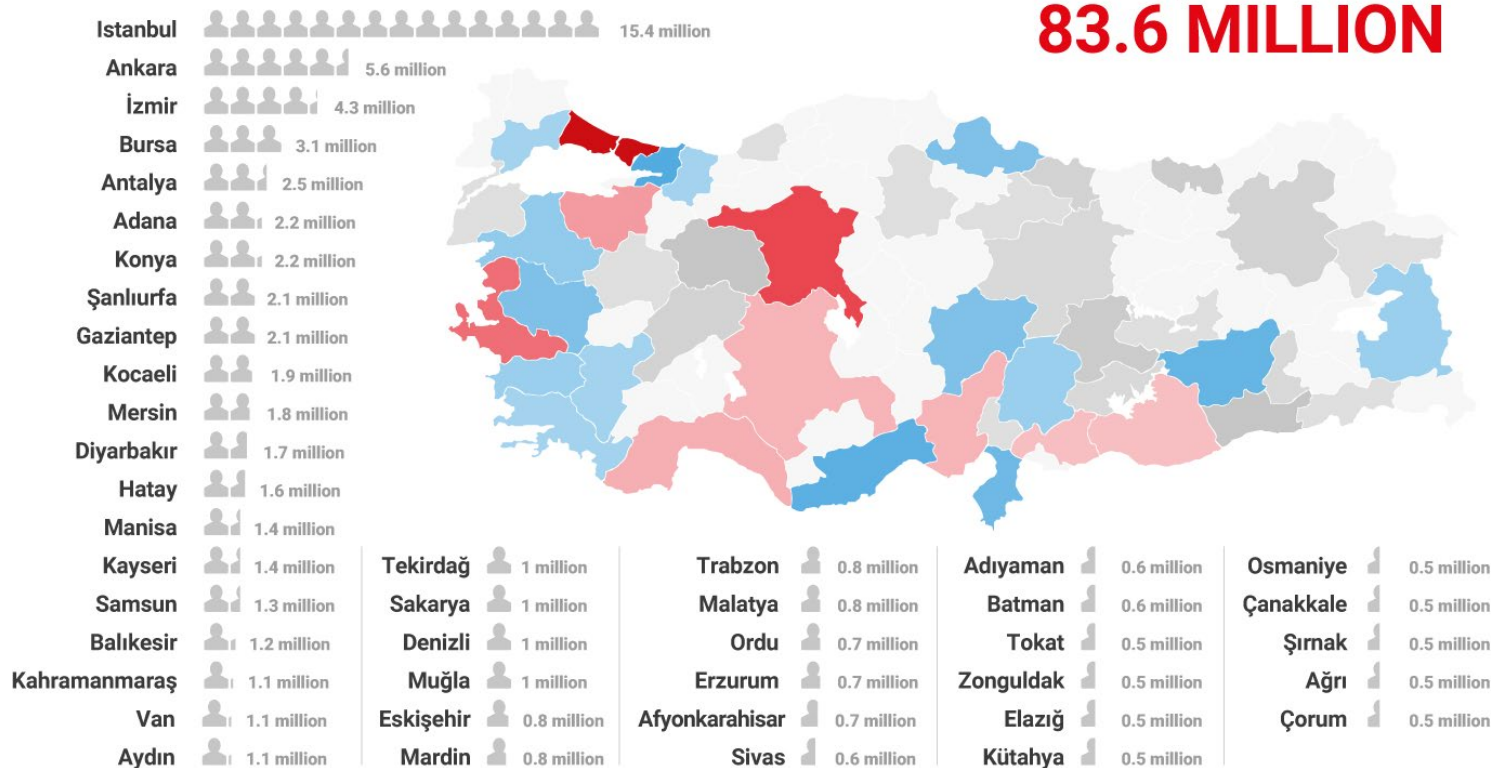 83.6 MILLION
Istanbul 15.4 million
Ankara 5.6 million
İzmir 4.3 million
Bursa 3.1 million
Antalya 2.5 million
Adana 2.2 million
Konya 2.2 million
Şanlıurfa 2.1 million
Gaziantep 2.1 million
Kocaeli 1.9 million
Mersin 1.8 million
Diyarbakır 1.7 million
Hatay 1.6 million
Manisa 1.4 million
Kayseri 1.4 million
Samsun 1.3 million
Balıkesir 1.2 million
Kahramanmaraş 1.1 million
Van 1.1 million
Aydın 1.1 million
Tekirdağ 1 million
Sakarya 1 million
Denizli 1 million
Muğla 1 million
Eskişehir 0.8 million
Mardin 0.8 million
Trabzon 0.8 million
Malatya 0.8 million
Ordu 0.7 million
Erzurum 0.7 million
Afyonkarahisar 0.7 million
Sivas 0.6 million
Adıyaman 0.6 million
Batman 0.6 million
Tokat 0.5 million
Zonguldak 0.5 million
Elazığ 0.5 million
Kütahya 0.5 million
Osmaniye 0.5 million
Çanakkale 0.5 million
Şırnak 0.5 million
Ağrı 0.5 million
Çorum 0.5 million